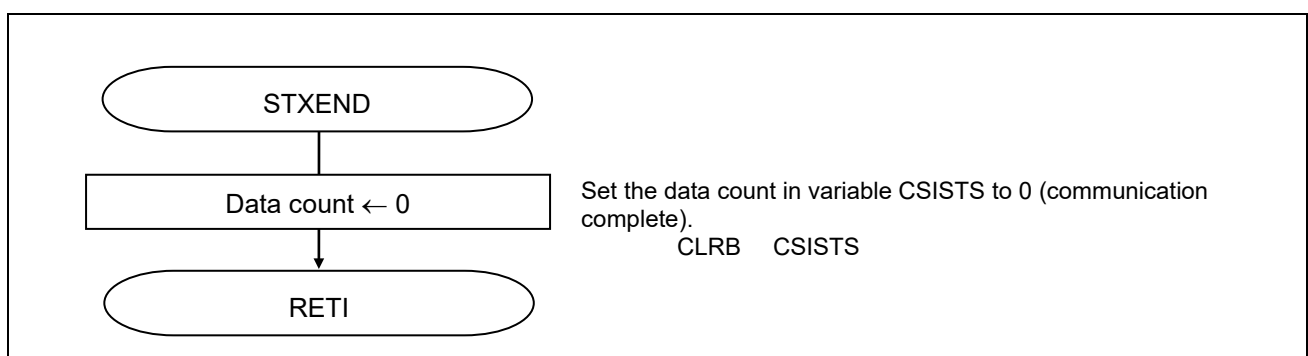 STXEND
Data count ← 0
Set the data count in variable CSISTS to 0 (communication
complete).
CLRB CSISTS
RETI